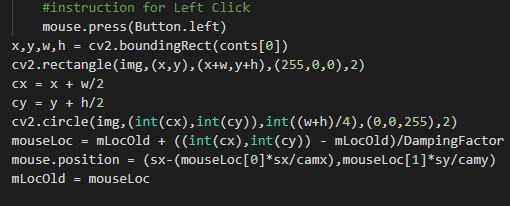 #instruction for Left Click
mouse.press(Button.left)
x,y,w,h = cv2.boundingRect(conts[0])
cv2.rectangle(img,(x,y),(x+w,y+h),(255,0,0),2)
cx = x + w/2
cy = y + h/2
cv2.circle(img,(int(cx),int(cy)),int((w+h)/4),(0,0,255),2)
mouseLoc = mLocOld + ((int(cx),int(cy)) - mLocOld)/DampingFactor
mouse.position = (sx-(mouseLoc[0]*sx/camx),mouseLoc[1]*sy/camy)
mLocOld = mouseLoc